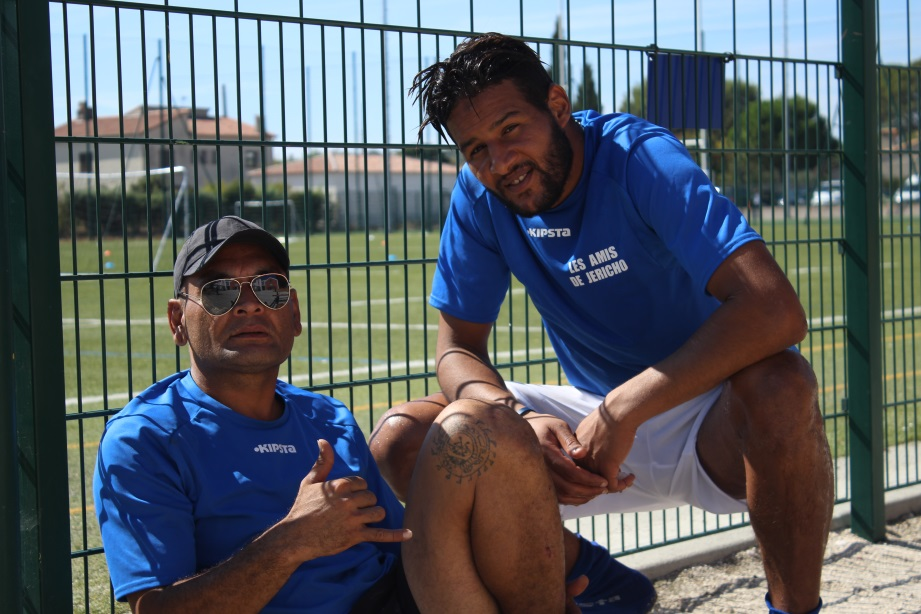 KIPSTA
LES AMIS
DE JERICHO
KIPSTA